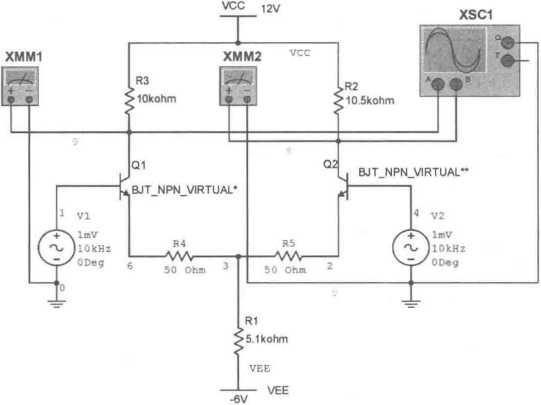 VCC
12V
XSC1
XMM1
XMM2
VCC
G
T
A
B
R3
10kohm
R2
10.5kohm
9
8
Q1
Q2
BJT_NPN_VIRTUAL*
BJT_NPN_VIRTUAL**
1
V1
1mV
10kHz
0Deg
4
V2
1mV
10kHz
0Deg
R4
50 Ohm
R5
50 Ohm
6
3
2
0
0
R1
5.1kohm
VEE
VEE
-6V